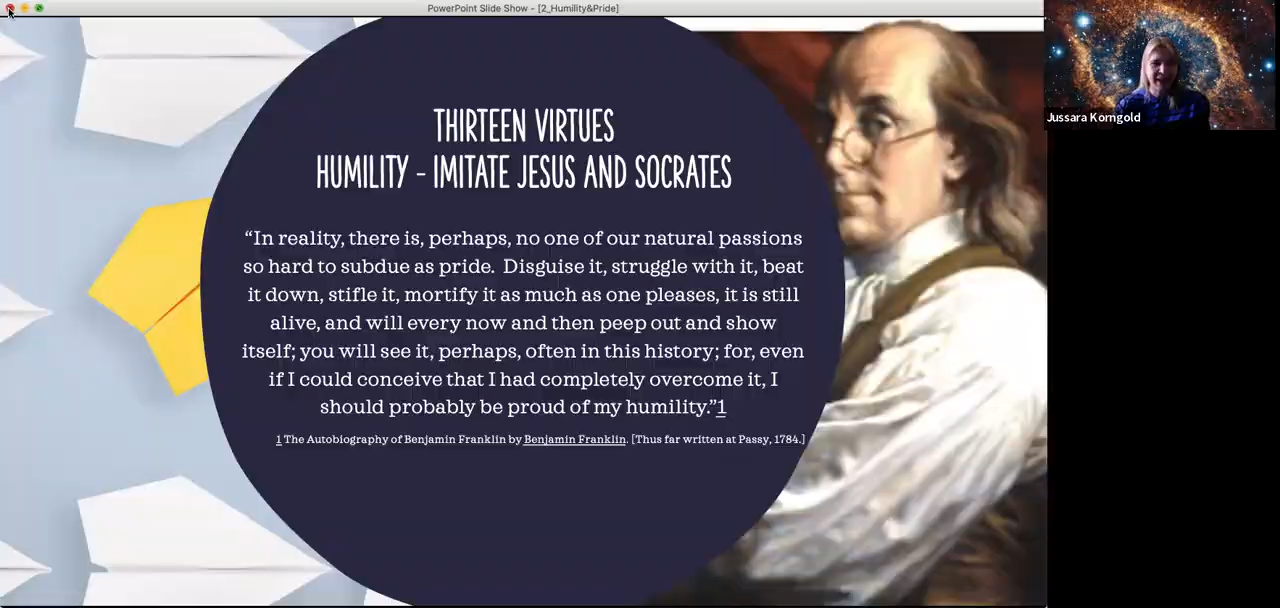 PowerPoint Slide Show - [2_Humility&Pride]
Jussara Korngold
THIRTEEN VIRTUES
HUMILITY - IMITATE JESUS AND SOCRATES
“In reality, there is, perhaps, no one of our natural passions
so hard to subdue as pride.  Disguise it, struggle with it, beat
it down, stifle it, mortify it as much as one pleases, it is still
alive, and will every now and then peep out and show
itself; you will see it, perhaps, often in this history; for, even
if I could conceive that I had completely overcome it, I
should probably be proud of my humility.”1
1 The Autobiography of Benjamin Franklin by Benjamin Franklin. [Thus far written at Passy, 1784.]